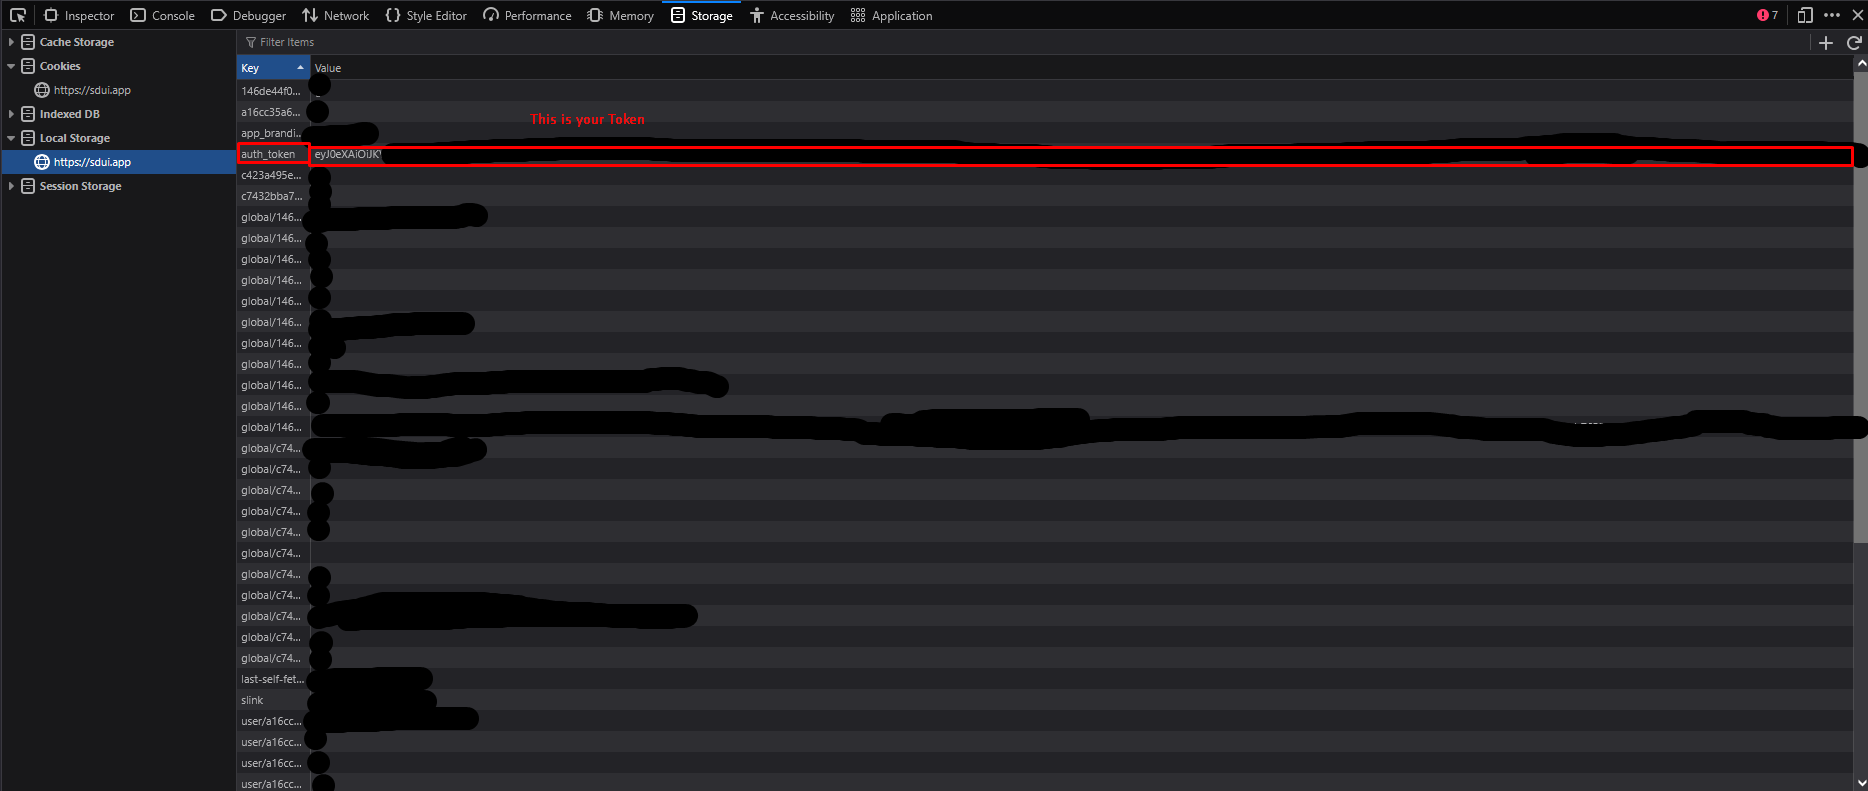 Inspector Console Debugger Network Style Editor Performance Memory Storage Accessibility Application 7
Cache Storage
Cookies
https://sdui.app
Indexed DB
Local Storage
https://sdui.app
Session Storage
Filter Items
Key Value
146de44f0...
a16cc35a6...
This is your Token
app_brandi...
auth_token eyJ0eXAiOiJK
c423a495e...
c7432bba7...
global/146...
global/146...
global/146...
global/146...
global/146...
global/146...
global/146...
global/146...
global/146...
global/146...
global/146...
global/c74...
global/c74...
global/c74...
global/c74...
global/c74...
global/c74...
global/c74...
global/c74...
global/c74...
global/c74...
global/c74...
last-self-fet...
slink
user/a16cc...
user/a16cc...
user/a16cc...
user/a16cc...